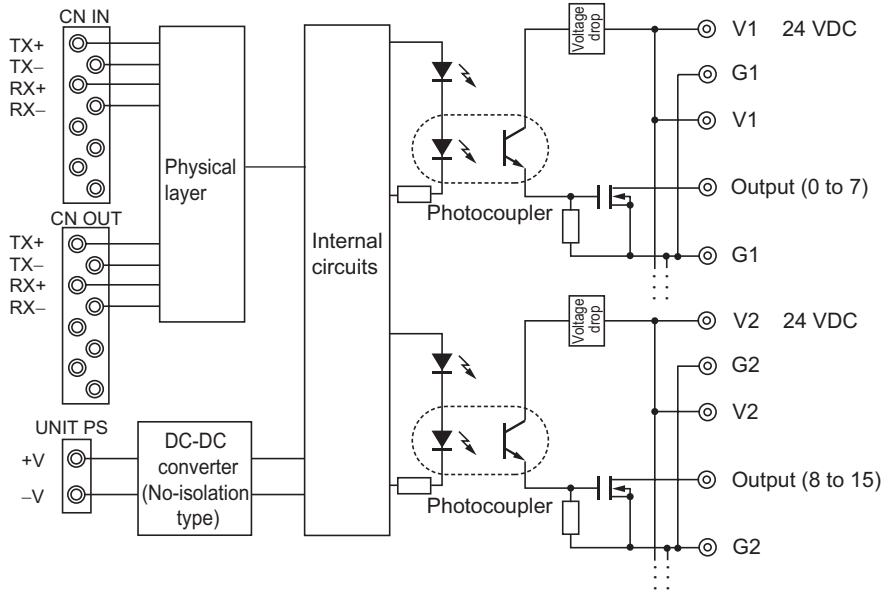 CN IN
TX+
TX−
RX+
RX−
Physical
layer
CN OUT
TX+
TX−
RX+
RX−
UNIT PS
+V
−V
DC-DC
converter
(No-isolation
type)
Internal
circuits
Photocoupler
Voltage
drop
V1 24 VDC
G1
V1
Output (0 to 7)
G1
Photocoupler
Voltage
drop
V2 24 VDC
G2
V2
Output (8 to 15)
G2